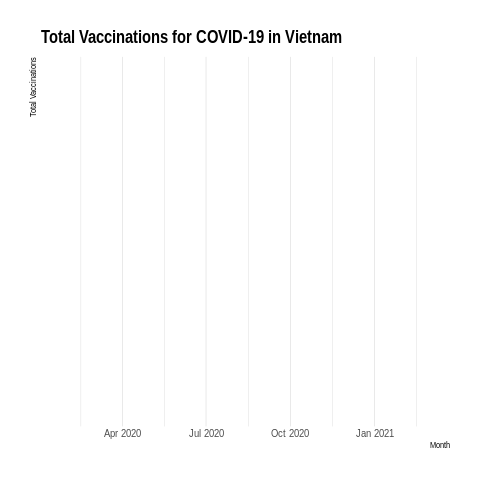 Total Vaccinations for COVID-19 in Vietnam
Total Vaccinations
Apr 2020
Jul 2020
Oct 2020
Jan 2021
Month